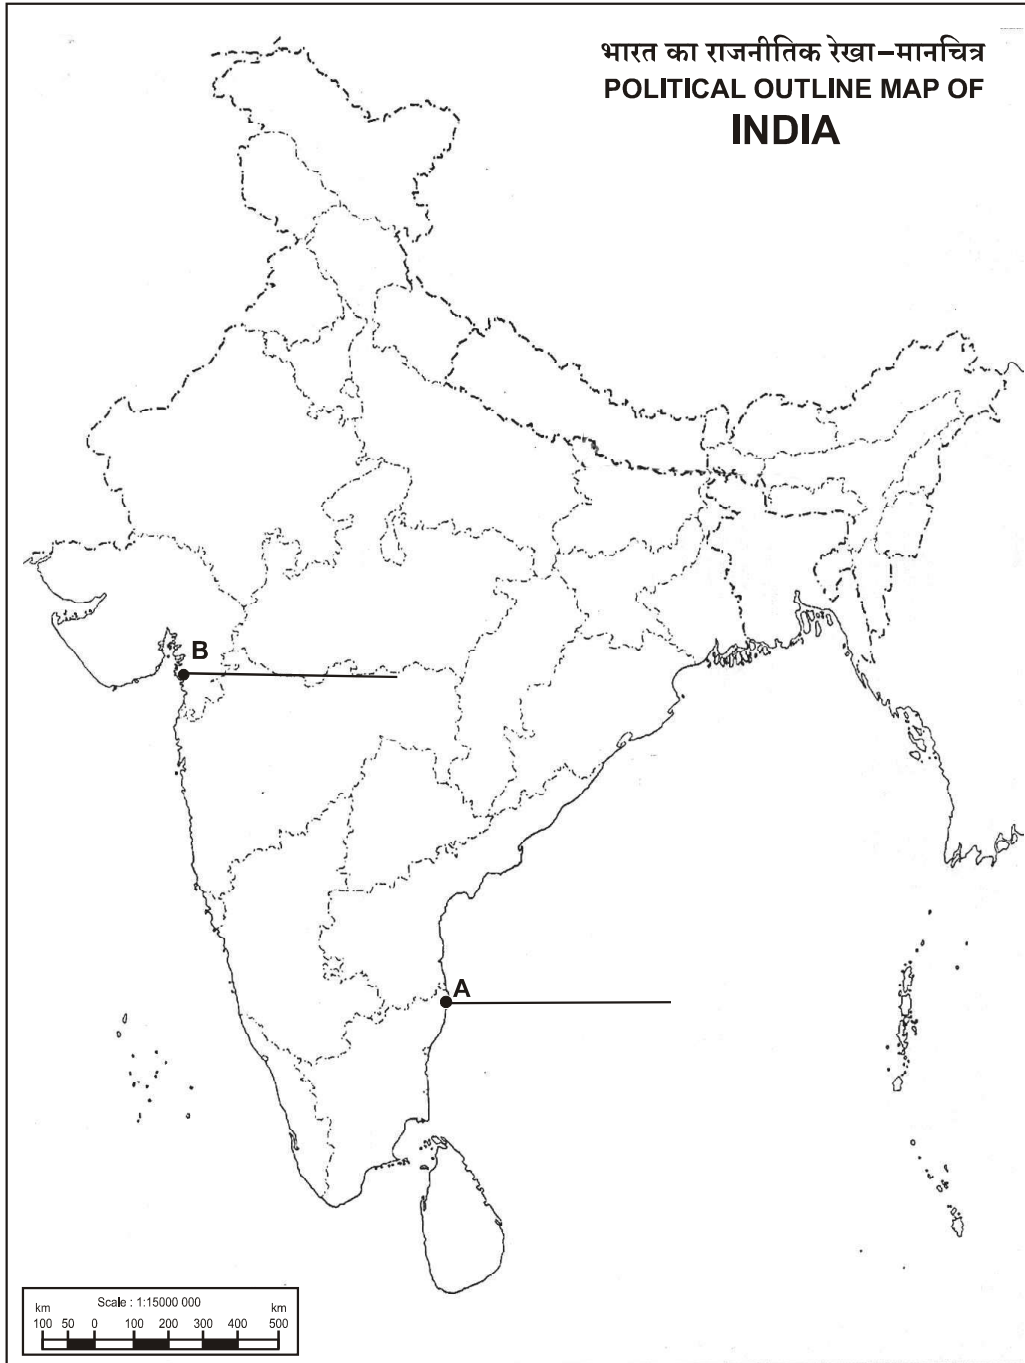 भारत का राजनीतिक रेखा–मानचित्र
POLITICAL OUTLINE MAP OF
INDIA
B
A
Scale : 1:15000 000
km km
100 50 0 100 200 300 400 500